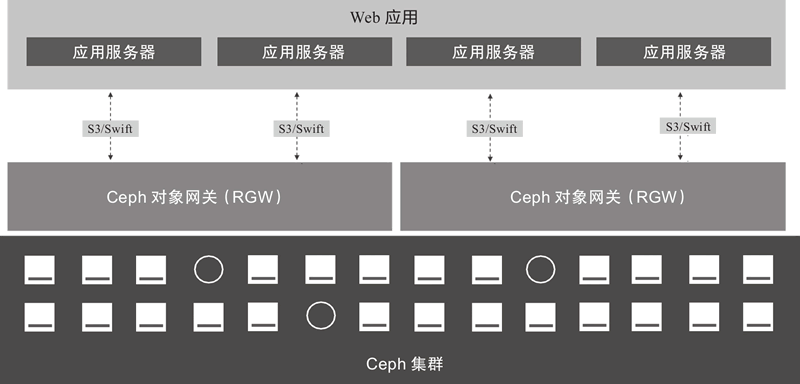 Web 应用
应用服务器 应用服务器 应用服务器 应用服务器
S3/Swift S3/Swift S3/Swift S3/Swift
Ceph 对象网关（RGW） Ceph 对象网关（RGW）
Ceph 集群